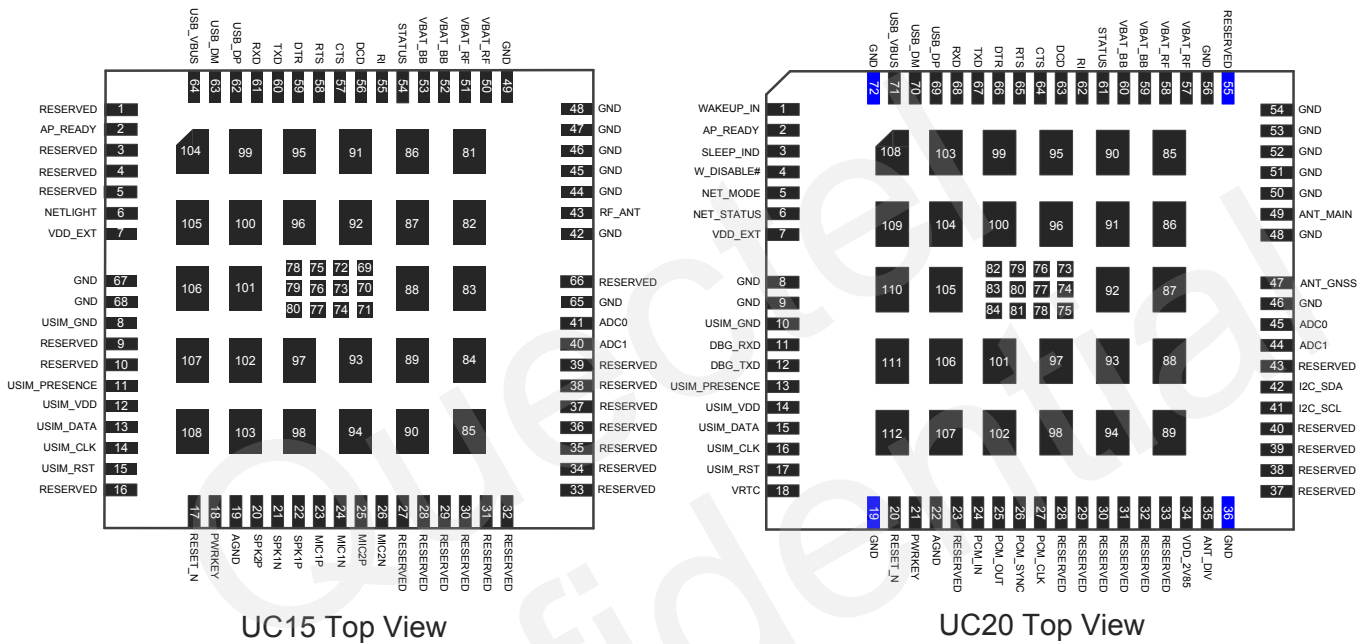 USB_VBUS
USB_DM
USB_DP
RXD
TXD
DTR
RTS
CTS
DCD
RI
STATUS
VBAT_BB
VBAT_BB
VBAT_RF
VBAT_RF
GND
64 63 62 61 60 59 58 57 56 55 54 53 52 51 50 49
RESERVED 1
AP_READY 2
RESERVED 3
RESERVED 4
RESERVED 5
NETLIGHT 6
VDD_EXT 7
GND 67
GND 68
USIM_GND 8
RESERVED 9
RESERVED 10
USIM_PRESENCE 11
USIM_VDD 12
USIM_DATA 13
USIM_CLK 14
USIM_RST 15
RESERVED 16
104 99 95 91 86 81
105 100 96 92 87 82
106 101 78 75 72 69 88 83
79 76 73 70
80 77 74 71
107 102 97 93 89 84
108 103 98 94 90 85
48 GND
47 GND
46 GND
45 GND
44 GND
43 RF_ANT
42 GND
66 RESERVED
65 GND
41 ADC0
40 ADC1
39 RESERVED
38 RESERVED
37 RESERVED
36 RESERVED
35 RESERVED
34 RESERVED
33 RESERVED
17 18 19 20 21 22 23 24 25 26 27 28 29 30 31 32
RESET_N
PWRKEY
AGND
SPK2P
SPK1N
SPK1P
MIC1P
MIC1N
MIC2P
MIC2N
RESERVED
RESERVED
RESERVED
RESERVED
RESERVED
RESERVED
UC15 Top View
GND
USB_VBUS
USB_DM
USB_DP
RXD
TXD
DTR
RTS
CTS
DCD
RI
STATUS
VBAT_BB
VBAT_BB
VBAT_RF
VBAT_RF
GND
RESERVED
72 71 70 69 68 67 66 65 64 63 62 61 60 59 58 57 56 55
WAKEUP_IN 1
AP_READY 2
SLEEP_IND 3
W_DISABLE# 4
NET_MODE 5
NET_STATUS 6
VDD_EXT 7
GND 8
GND 9
USIM_GND 10
DBG_RXD 11
DBG_TXD 12
USIM_PRESENCE 13
USIM_VDD 14
USIM_DATA 15
USIM_CLK 16
USIM_RST 17
VRTC 18
108 103 99 95 90 85
109 104 100 96 91 86
110 105 82 79 76 73 92 87
83 80 77 74
84 81 78 75
111 106 101 97 93 88
112 107 102 98 94 89
54 GND
53 GND
52 GND
51 GND
50 GND
49 ANT_MAIN
48 GND
47 ANT_GNSS
46 GND
45 ADC0
44 ADC1
43 RESERVED
42 I2C_SDA
41 I2C_SCL
40 RESERVED
39 RESERVED
38 RESERVED
37 RESERVED
19 20 21 22 23 24 25 26 27 28 29 30 31 32 33 34 35 36
GND
RESET_N
PWRKEY
AGND
RESERVED
PCM_IN
PCM_OUT
PCM_SYNC
PCM_CLK
RESERVED
RESERVED
RESERVED
RESERVED
RESERVED
RESERVED
VDD_2V85
ANT_DIV
GND
UC20 Top View
Quectel